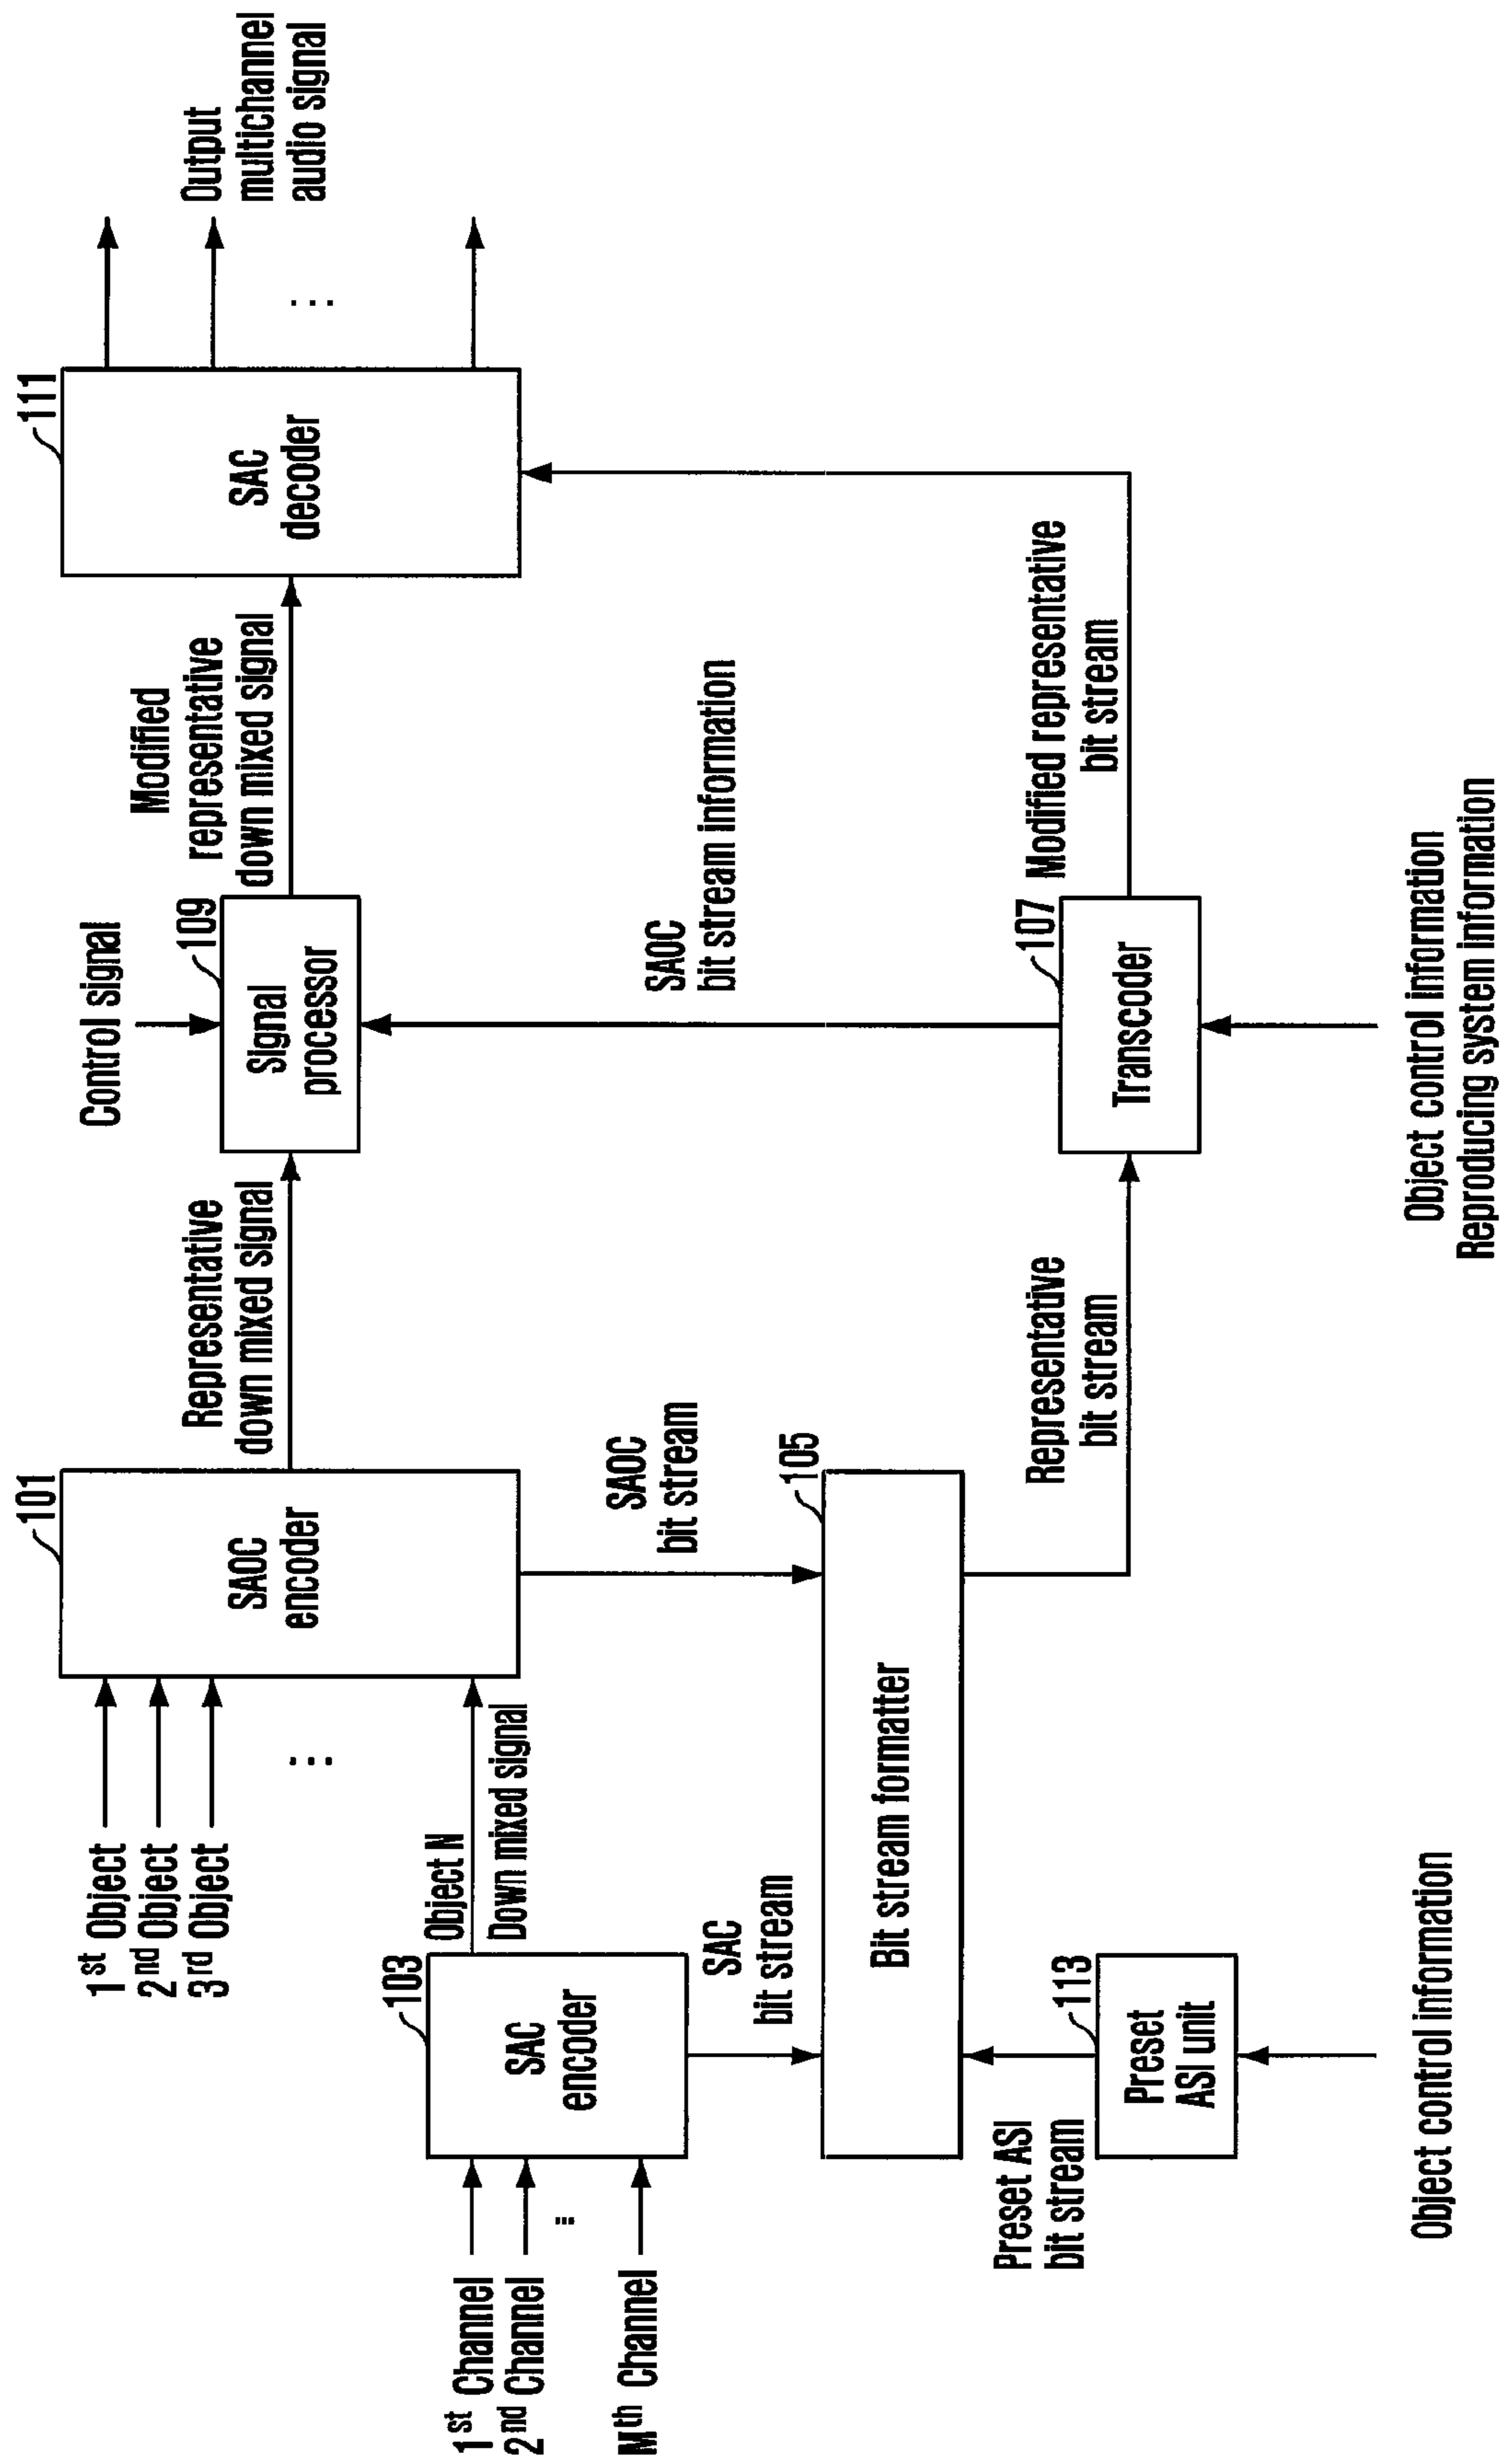 1st Object
2nd Object
3rd Object
...
101
SAOC
encoder
Representative
down mixed signal
Control signal
109
Signal
processor
Modified
representative
down mixed signal
111
SAC
decoder
Output
multichannel
audio signal
...
1st Channel
2nd Channel
...
Mth Channel
103
SAC
encoder
Object N
Down mixed signal
SAC
bit stream
SAOC
bit stream
105
Bit stream formatter
SAOC
bit stream information
Preset ASI
bit stream
113
Preset
ASI unit
Object control information
Representative
bit stream
107
Transcoder
Modified representative
bit stream
Object control information
Reproducing system information